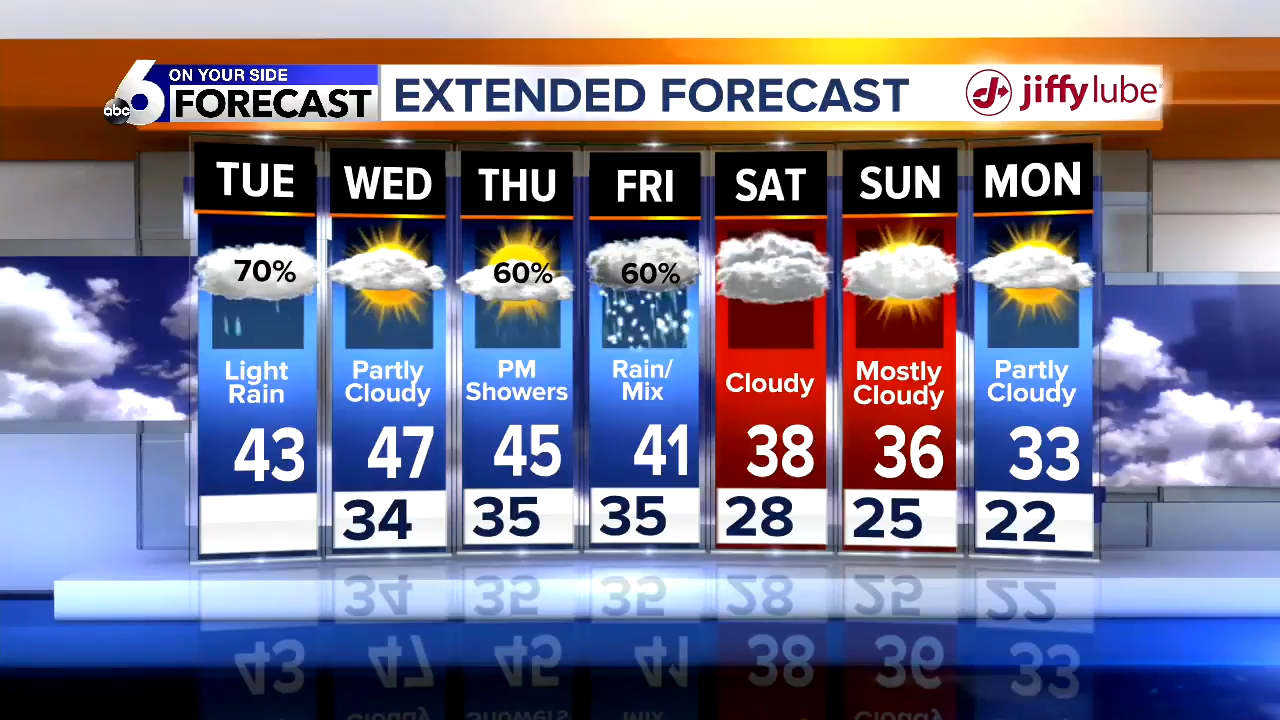 abc 6
ON YOUR SIDE
FORECAST
EXTENDED FORECAST
jiffylube
TUE WED THU FRI SAT SUN MON
70% 60% 60%
Light Rain
Partly Cloudy
PM Showers
Rain/ Mix
Cloudy
Mostly Cloudy
Partly Cloudy
43 47 45 41 38 36 33
34 35 35 28 25 22